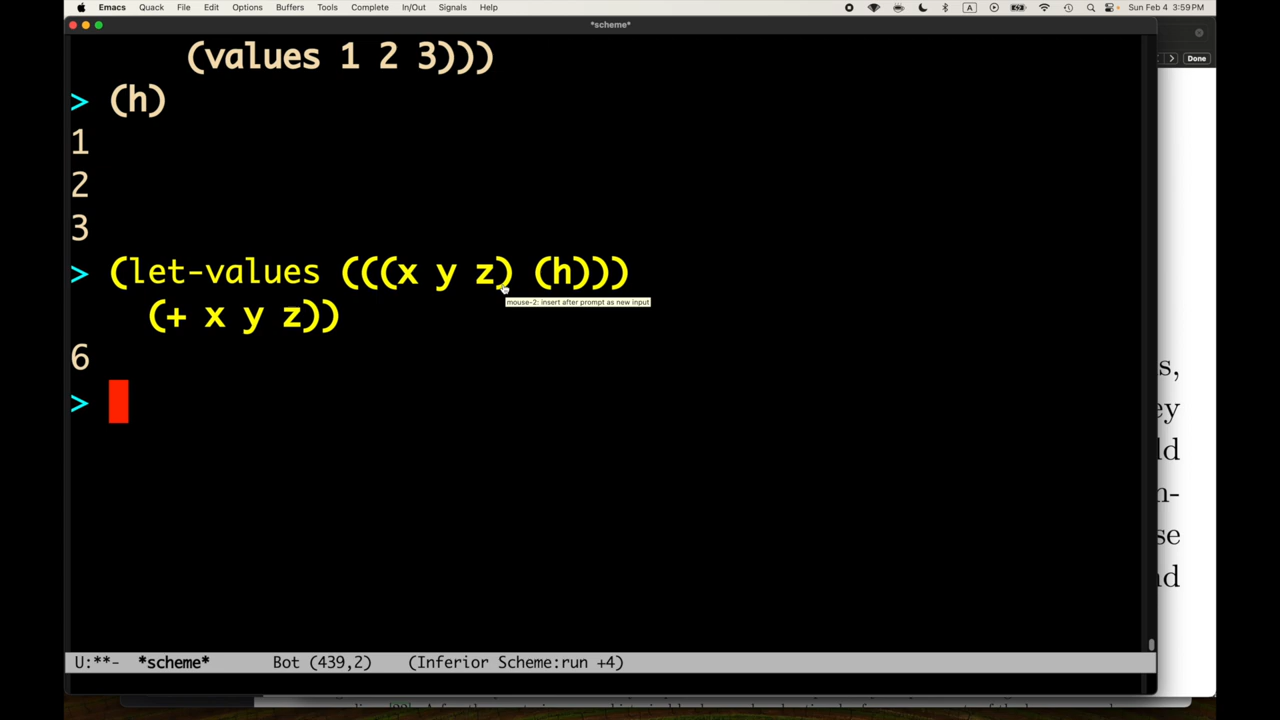 Emacs Quack File Edit Options Buffers Tools Complete In/Out Signals Help Sun Feb 4 3:59 PM
*scheme*
Done
(values 1 2 3)))
> (h)
1
2
3
> (let-values (((x y z) (h)))
mouse-2: insert after prompt as new input
(+ x y z))
6
>
s,
ey
ld
n-
se
nd
U:**- *scheme* Bot (439,2) (Inferior Scheme:run +4)